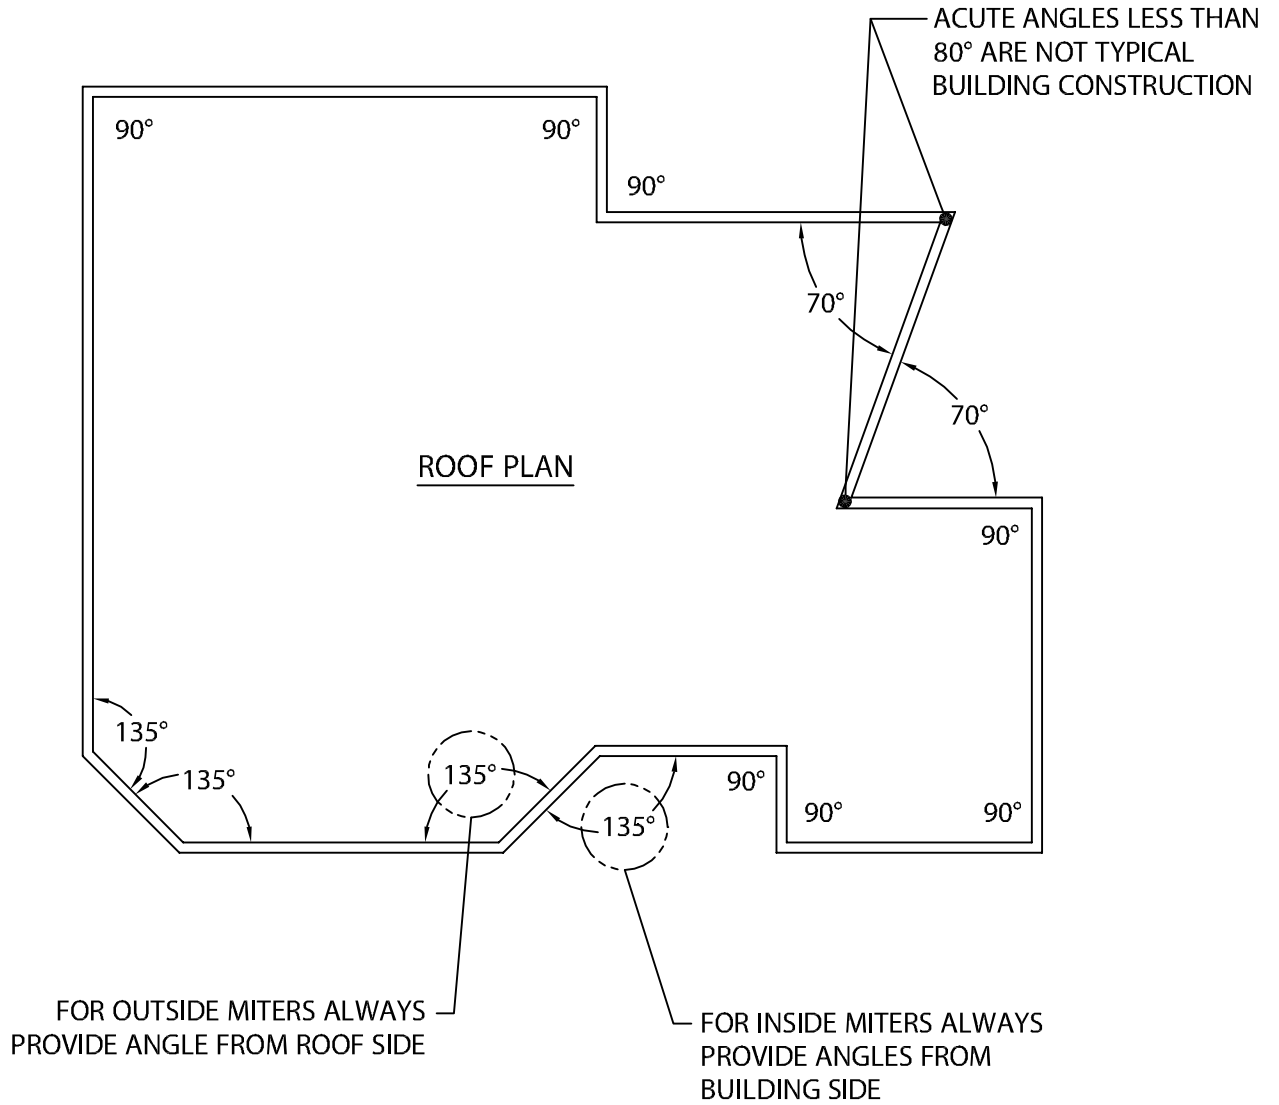 ACUTE ANGLES LESS THAN
80° ARE NOT TYPICAL
BUILDING CONSTRUCTION
90°
90°
90°
70°
70°
ROOF PLAN
90°
135°
135°
135°
135°
90°
90°
90°
FOR OUTSIDE MITERS ALWAYS
PROVIDE ANGLE FROM ROOF SIDE
FOR INSIDE MITERS ALWAYS
PROVIDE ANGLES FROM
BUILDING SIDE